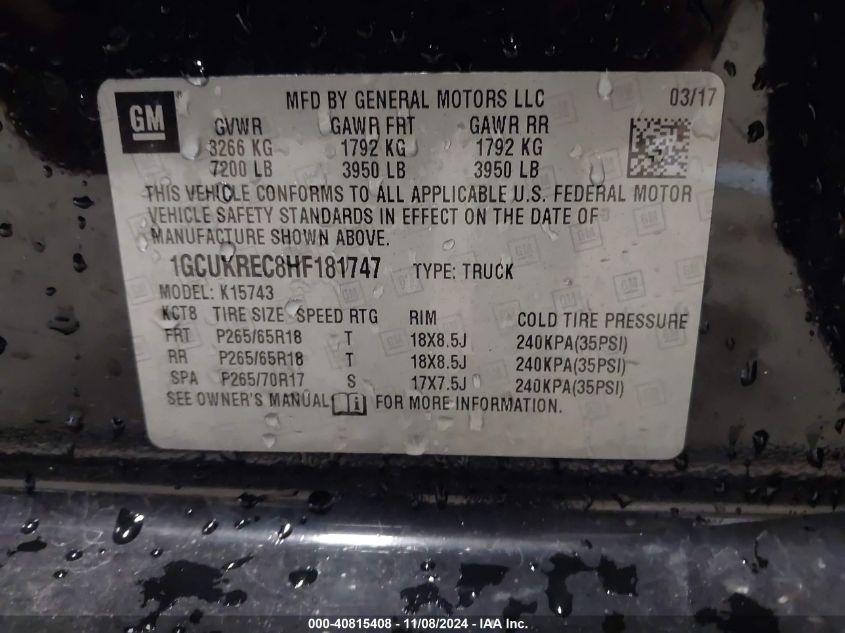 GM
MFD BY GENERAL MOTORS LLC 03/17
GVWR GAWR FRT GAWR RR
3266 KG 1792 KG 1792 KG
7200 LB 3950 LB 3950 LB
THIS VEHICLE CONFORMS TO ALL APPLICABLE U.S. FEDERAL MOTOR
VEHICLE SAFETY STANDARDS IN EFFECT ON THE DATE OF
MANUFACTURE SHOWN ABOVE.
1GCUKREC8HF181747 TYPE: TRUCK
MODEL: K15743
KCT8 TIRE SIZE SPEED RTG RIM COLD TIRE PRESSURE
FRT P265/65R18 T 18X8.5J 240KPA(35PSI)
RR P265/65R18 T 18X8.5J 240KPA(35PSI)
SPA P265/70R17 S 17X7.5J 240KPA(35PSI)
SEE OWNER'S MANUAL i FOR MORE INFORMATION.
000-40815408 - 11/08/2024 - IAA Inc.